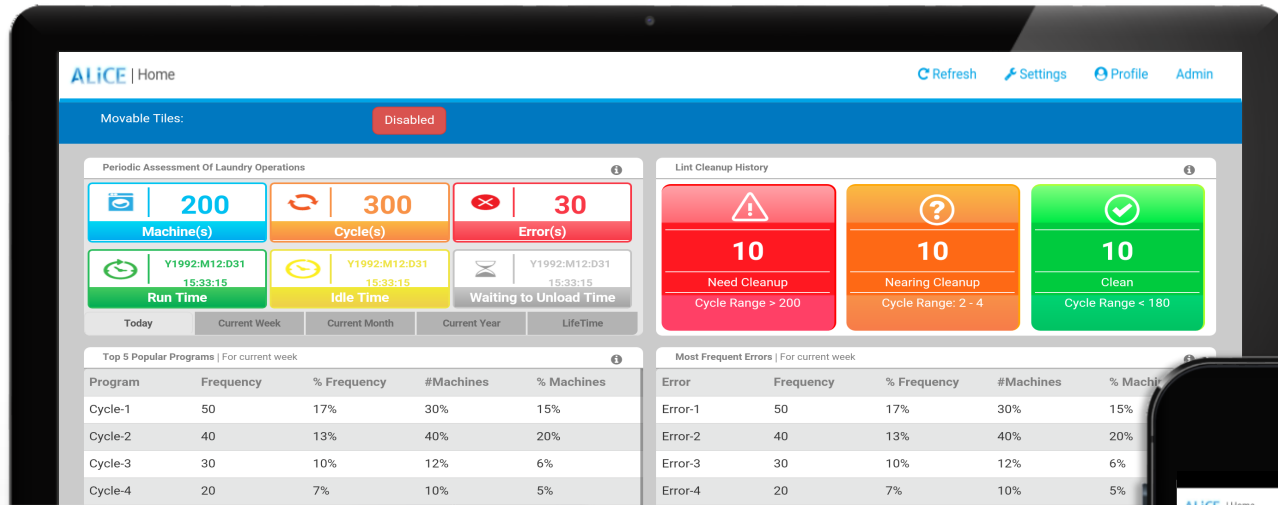 ALiCE | Home
Refresh Settings Profile Admin
Movable Tiles: Disabled
Periodic Assessment Of Laundry Operations
200 300 30
Machine(s) Cycle(s) Error(s)
Y1992:M12:D31 Y1992:M12:D31 Y1992:M12:D31
15:33:15 15:33:15 15:33:15
Run Time Idle Time Waiting to Unload Time
Today Current Week Current Month Current Year LifeTime
Lint Cleanup History
10 10 10
Need Cleanup Nearing Cleanup Clean
Cycle Range > 200 Cycle Range: 2 - 4 Cycle Range < 180
Top 5 Popular Programs | For current week
Program Frequency % Frequency #Machines % Machines
Cycle-1 50 17% 30% 15%
Cycle-2 40 13% 40% 20%
Cycle-3 30 10% 12% 6%
Cycle-4 20 7% 10% 5%
Most Frequent Errors | For current week
Error Frequency % Frequency #Machines % Machi
Error-1 50 17% 30% 15%
Error-2 40 13% 40% 20%
Error-3 30 10% 12% 6%
Error-4 20 7% 10% 5%
ALiCE | Home